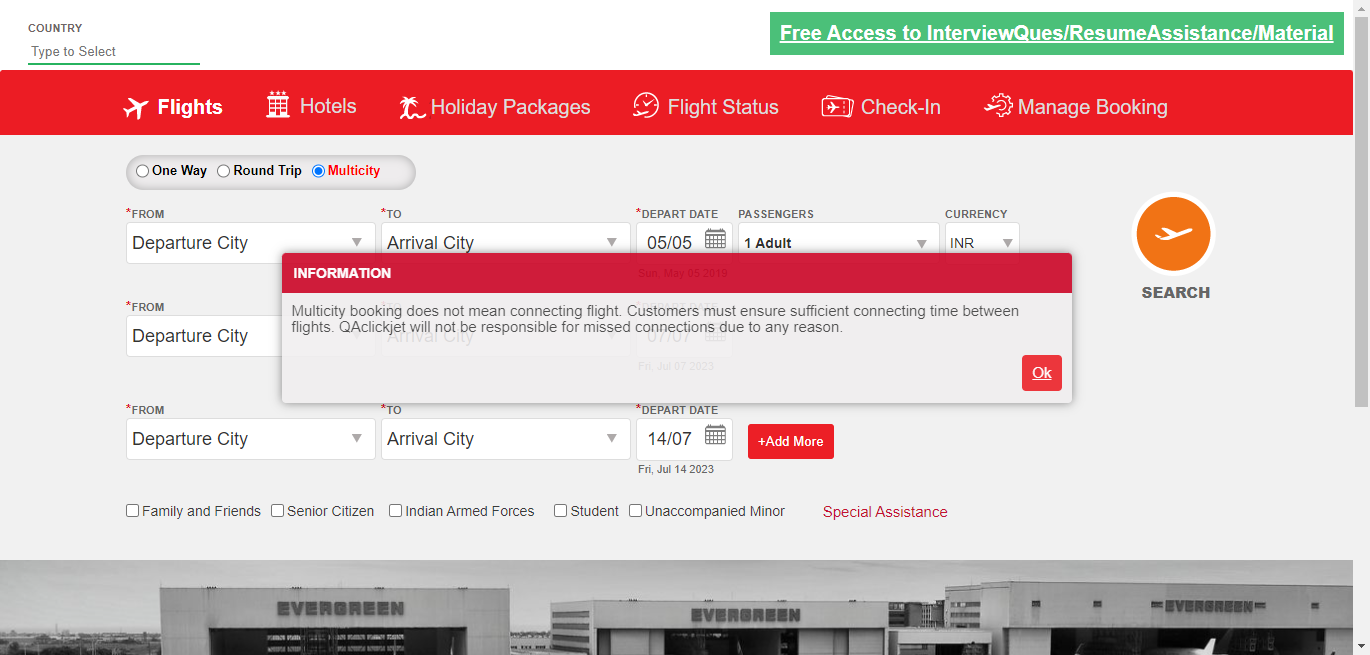 COUNTRY
Type to Select
Free Access to InterviewQues/ResumeAssistance/Material
Flights Hotels Holiday Packages Flight Status Check-In Manage Booking
One Way Round Trip Multicity
*FROM *TO *DEPART DATE PASSENGERS CURRENCY
Departure City Arrival City 05/05 1 Adult INR
Sun, May 05 2019
SEARCH
INFORMATION
Multicity booking does not mean connecting flight. Customers must ensure sufficient connecting time between
flights. QAclickjet will not be responsible for missed connections due to any reason.
Ok
*FROM *TO *DEPART DATE
Departure City Arrival City 07/07
Fri, Jul 07 2023
*FROM *TO *DEPART DATE
Departure City Arrival City 14/07 +Add More
Fri, Jul 14 2023
Family and Friends Senior Citizen Indian Armed Forces Student Unaccompanied Minor Special Assistance
EVERGREEN EVERGREEN EVERGREEN